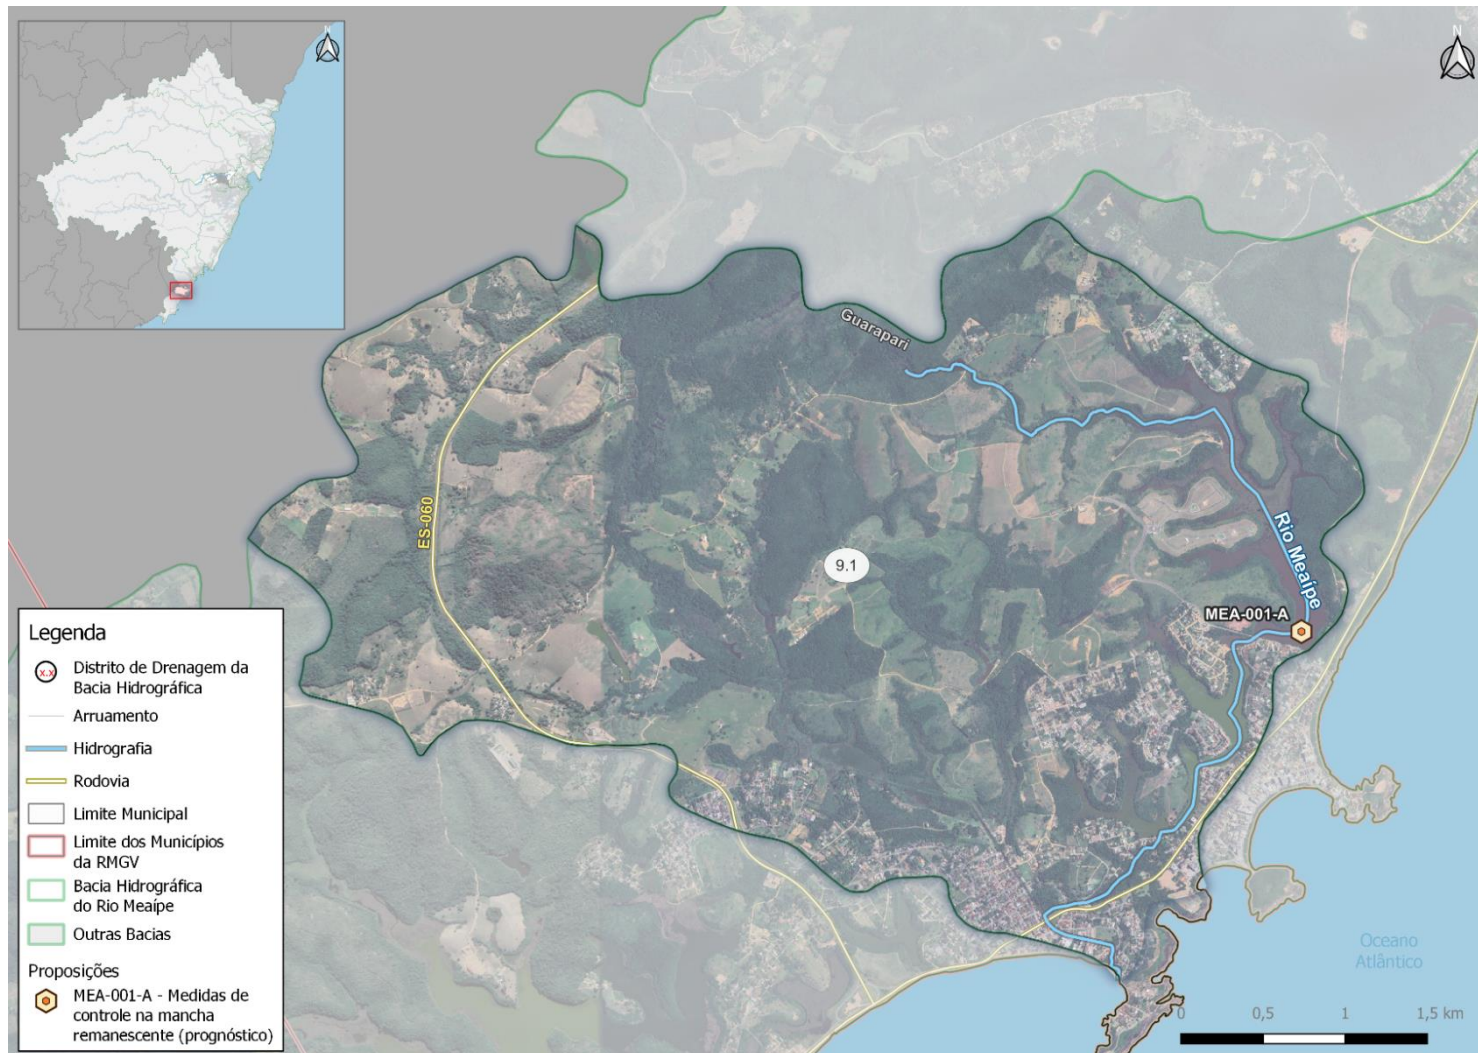 N
N
Guarapari
ES-060
Rio Meaípe
9.1
MEA-001-A
Legenda
x.x
Distrito de Drenagem da
Bacia Hidrográfica
Arruamento
Hidrografia
Rodovia
Limite Municipal
Limite dos Municípios
da RMGV
Bacia Hidrográfica
do Rio Meaípe
Outras Bacias
Proposições
MEA-001-A - Medidas de
controle na mancha
remanescente (prognóstico)
Oceano
Atlântico
0 0,5 1 1,5 km